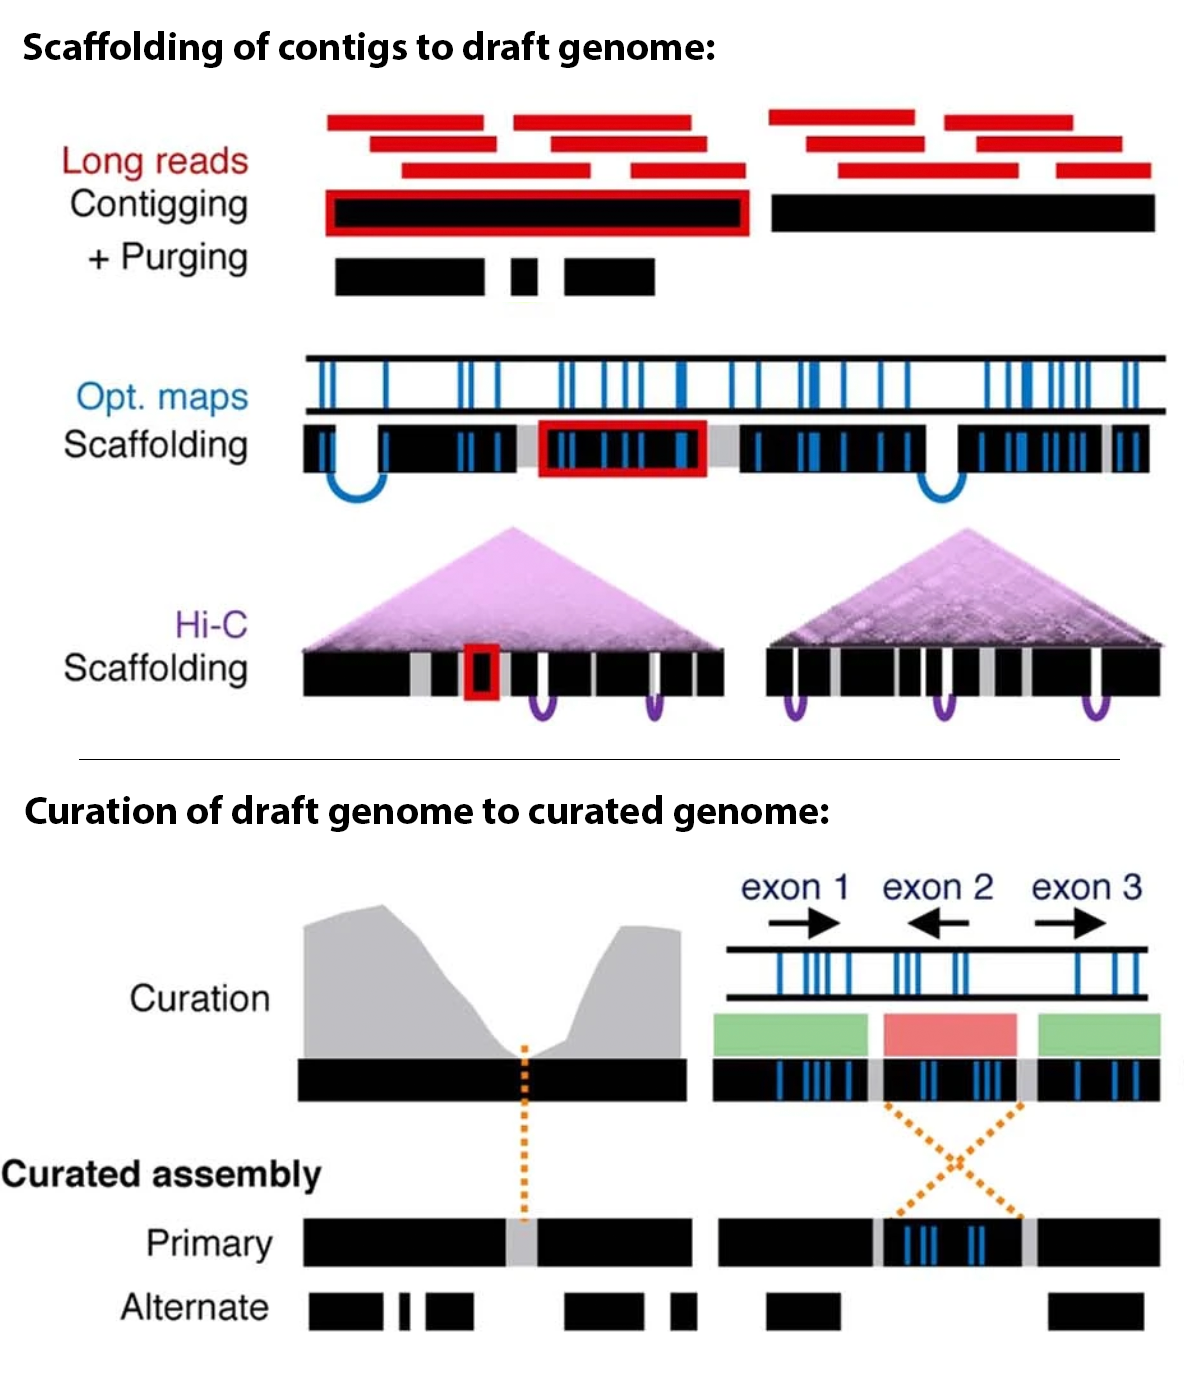 Scaffolding of contigs to draft genome:
Long reads
Contigging
+ Purging
Opt. maps
Scaffolding
Hi-C
Scaffolding
Curation of draft genome to curated genome:
exon 1 exon 2 exon 3
Curation
Curated assembly
Primary
Alternate